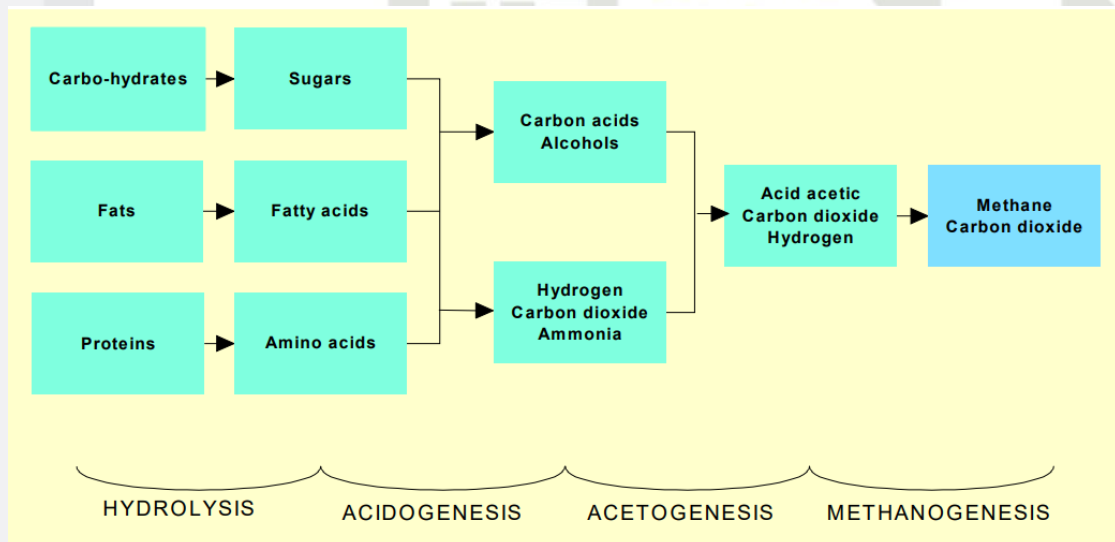 Carbo-hydrates
Sugars
Carbon acids
Alcohols
Fats
Fatty acids
Acid acetic
Carbon dioxide
Hydrogen
Methane
Carbon dioxide
Proteins
Amino acids
Hydrogen
Carbon dioxide
Ammonia
HYDROLYSIS
ACIDOGENESIS
ACETOGENESIS
METHANOGENESIS